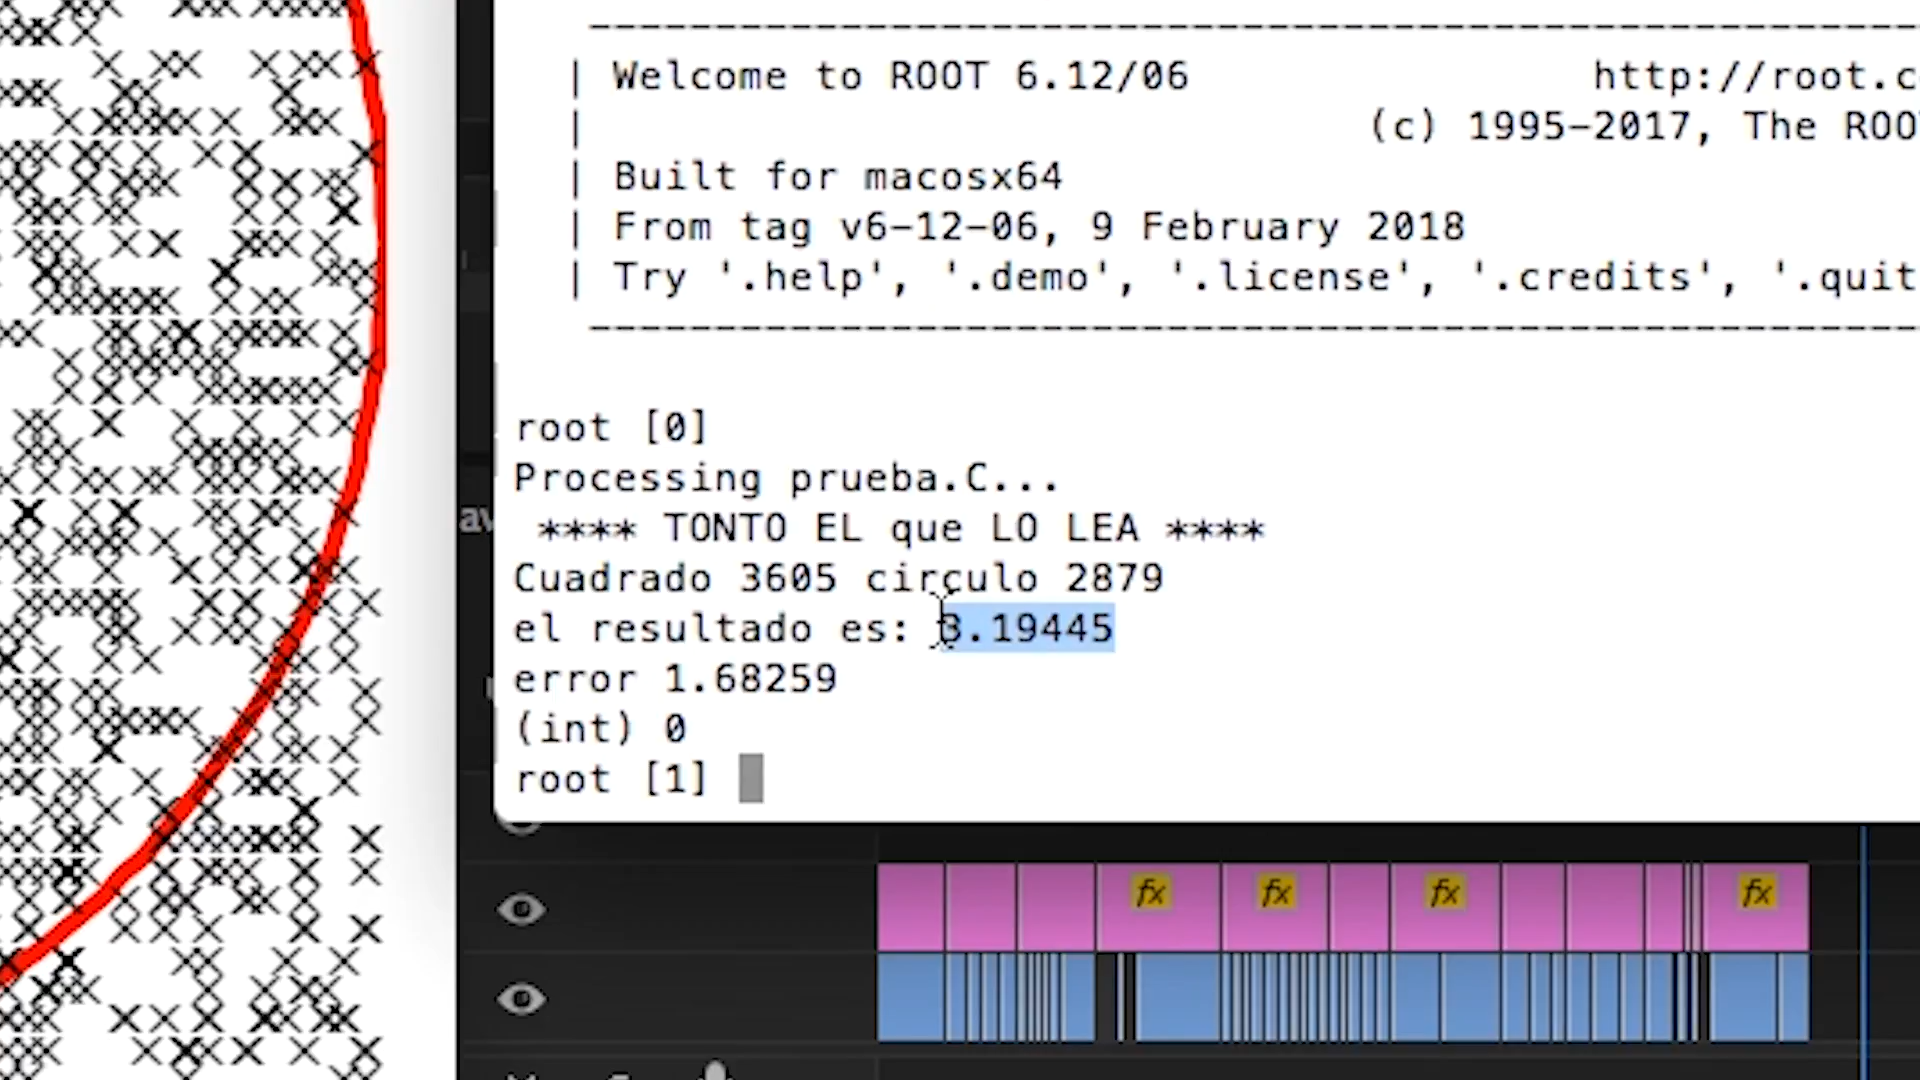 | Welcome to ROOT 6.12/06 http://root.c
| (c) 1995-2017, The ROO
| Built for macosx64
| From tag v6-12-06, 9 February 2018
| Try '.help', '.demo', '.license', '.credits', '.quit
root [0]
Processing prueba.C...
**** TONTO EL que LO LEA ****
Cuadrado 3605 circulo 2879
el resultado es: 3.19445
error 1.68259
(int) 0
root [1]
fx fx fx fx